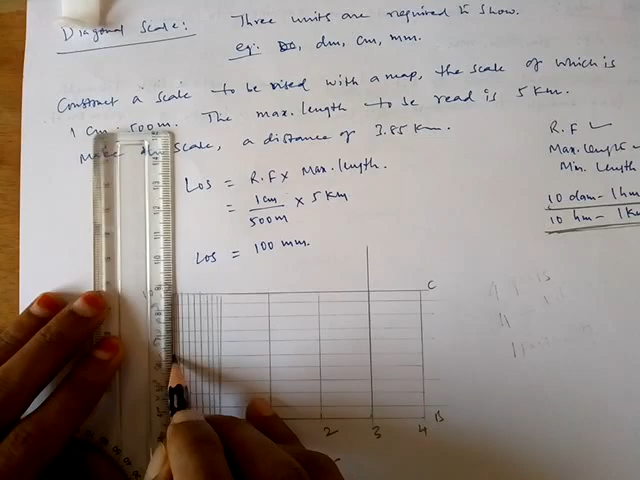 Diagonal Scale: Three units are required to show.
eg: dm, cm, mm.
Construct a scale to be used with a map, the scale of which is
1 cm = 500m. The max. length to be read is 5 Km.
Make scale, a distance of 3.85 Km.
R.F
Max. length
Min. length
10 dam - 1hm
10 hm - 1K
LOS = R.F x Max. length
= 1cm/500m x 5 Km
LOS = 100 mm.
C
2 3 4 B